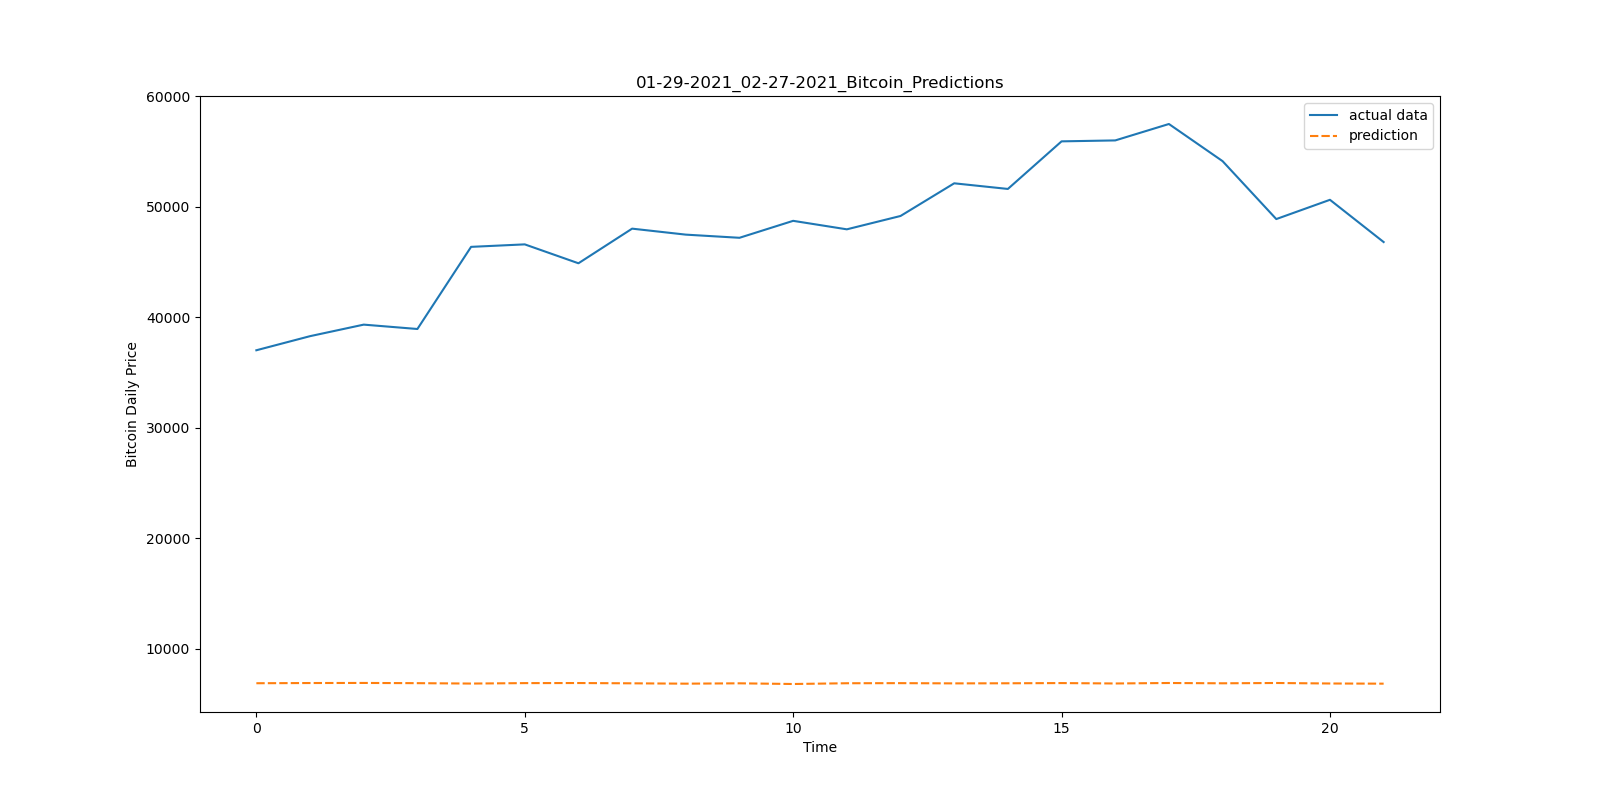 01-29-2021_02-27-2021_Bitcoin_Predictions
actual data
prediction
60000
50000
40000
30000
20000
10000
Bitcoin Daily Price
0
5
10
15
20
Time